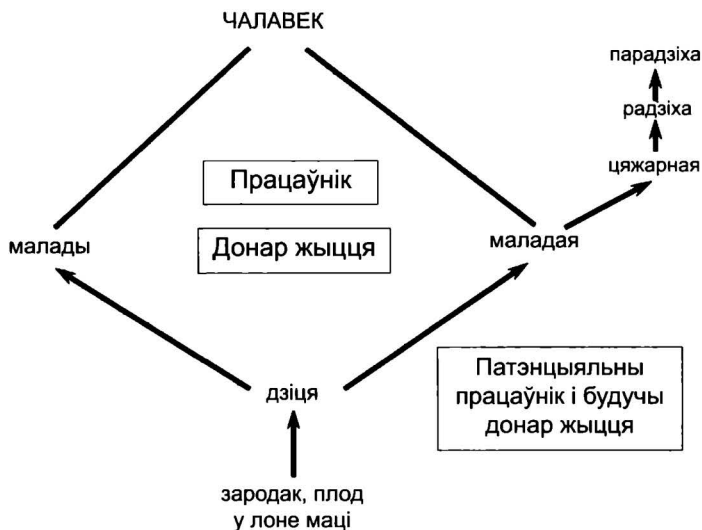 ЧАЛАВЕК
парадзіха
радзіха
цяжарная
Працаўнік
малады
Донар жыцця
маладая
Патэнцыяльны
працаўнік і будучы
донар жыцця
дзіця
зародак, плод
у лоне маці